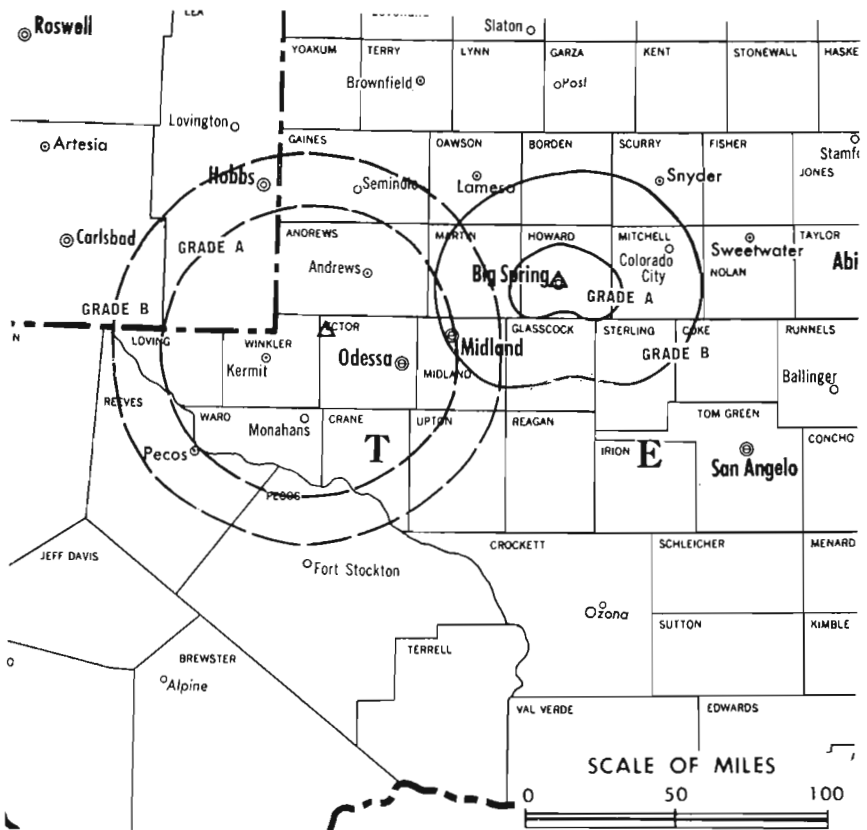 LEA
Roswell
Slaton
YOAKUM TERRY LYNN GARZA KENT STONEWALL HASKE
Brownfield Post
Lovington
GAINES DAWSON BORDEN SCURRY FISHER
Artesia Stamf
JONES
Hobbs Seminole Lamesa Snyder
ANDREWS MARTIN HOWARD MITCHELL TAYLOR
Carlsbad GRADE A Colorado City Sweetwater
Andrews Big Spring NOLAN Abi
GRADE A
GRADE B
N LOVING WINKLER ECTOR GLASSCOCK STERLING COKE RUNNELS
Midland GRADE B
Kermit Odessa MIDLAND Ballinger
REEVES
WARD CRANE UPTON REAGAN TOM GREEN
Monahans CONCHO
Pecos T IRION E San Angelo
PECOS
CROCKETT SCHLEICHER MENARD
JEFF DAVIS
Fort Stockton
Ozona
SUTTON KIMBLE
TERRELL
BREWSTER
Alpine
VAL VERDE EDWARDS
SCALE OF MILES
0 50 100